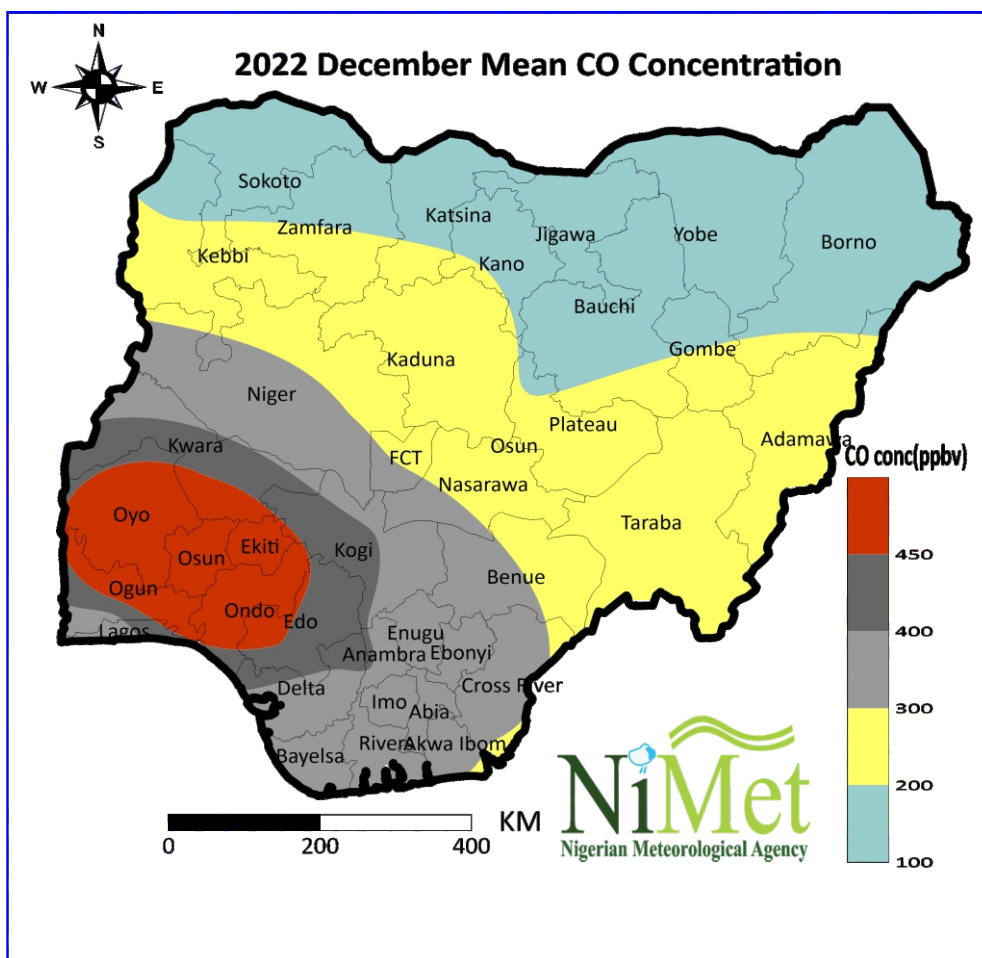 N
W E
S
2022 December Mean CO Concentration
Sokoto
Katsina
Zamfara
Jigawa
Yobe
Borno
Kebbi
Kano
Bauchi
Gombe
Kaduna
Niger
Plateau
Adamawa
Kwara
Osun
FCT
Nasarawa
CO conc(ppbv)
Oyo
Taraba
Osun
Ekiti
Kogi
450
Benue
Ogun
Ondo
Edo
Lagos
Enugu
400
Anambra
Ebonyi
Delta
Cross River
Imo
Abia
300
Bayelsa
Rivers
Akwa Ibom
200
NiMet
Nigerian Meteorological Agency
100
KM
0 200 400